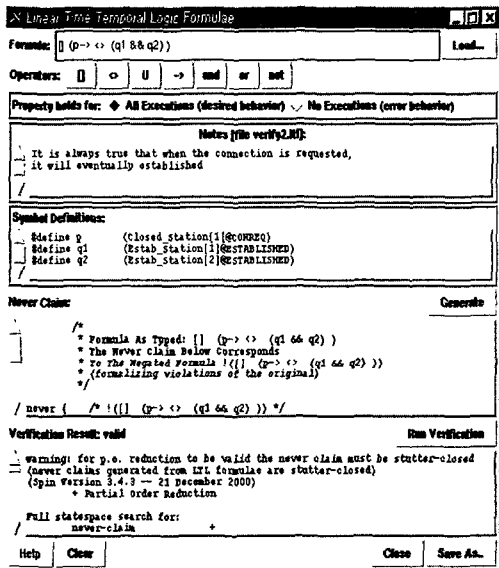 Linear Time Temporal Logic Formulae
Formula: [] (p-> <> (q1 && q2))
Load...
Operators: [] <> U -> and or not
Property holds for: All Executions (desired behavior) No Executions (error behavior)
Notes [file verify2.ltl]:
It is always true that when the connection is requested,
it will eventually established
Symbol Definitions:
#define p (Closed_station[1]@CONREQ)
#define q1 (Estab_Station[1]@ESTABLISHED)
#define q2 (Estab_Station[2]@ESTABLISHED)
Never Claim:
Generate
/*
* Formula As Typed: [] (p-> <> (q1 && q2) )
* The Never Claim Below Corresponds
* To The Negated Formula !([] (p-> <> (q1 && q2) ))
* (formalizing violations of the original)
*/
never { /* !([] (p-> <> (q1 && q2) )) */
Verification Result: valid
Run Verification
warning: for p.o. reduction to be valid the never claim must be stutter-closed
(never claims generated from LTL formulae are stutter-closed)
(Spin Version 3.4.3 -- 21 December 2000)
+ Partial Order Reduction
Full statespace search for:
never-claim +
Help Clear Close Save As..